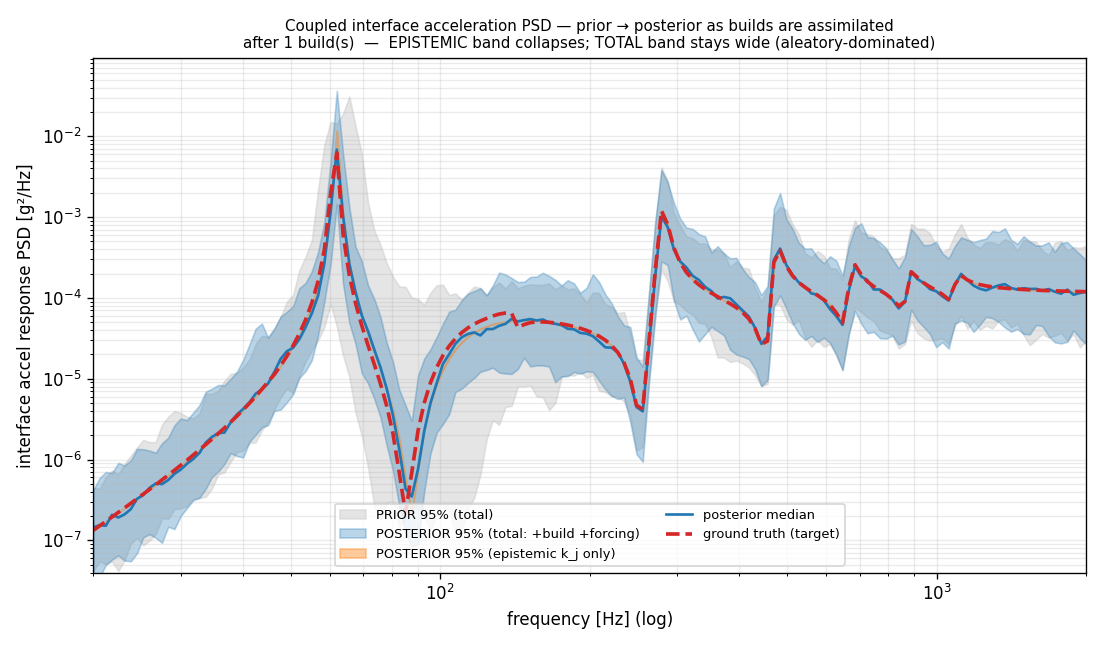 Coupled interface acceleration PSD — prior → posterior as builds are assimilated
after 1 build(s)  —  EPISTEMIC band collapses; TOTAL band stays wide (aleatory-dominated)
interface accel response PSD [g²/Hz]
10⁻²
10⁻³
10⁻⁴
10⁻⁵
10⁻⁶
10⁻⁷
PRIOR 95% (total)
POSTERIOR 95% (total: +build +forcing)
POSTERIOR 95% (epistemic k_j only)
posterior median
ground truth (target)
10²
10³
frequency [Hz] (log)